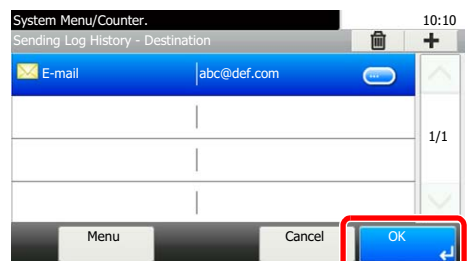 System Menu/Counter. 10:10
Sending Log History - Destination
E-mail abc@def.com
1/1
Menu Cancel OK